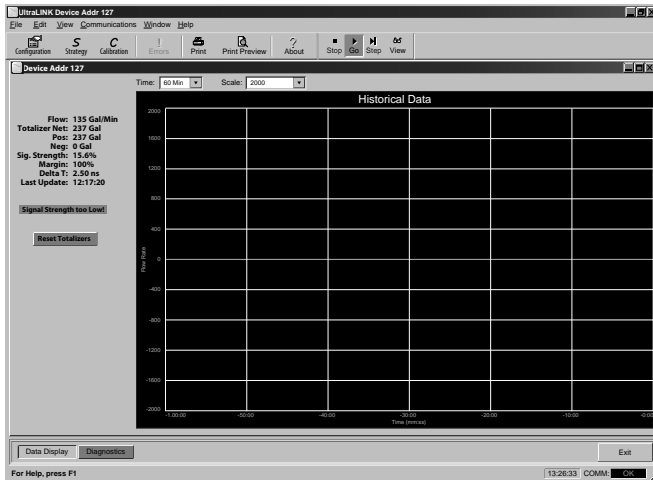 UltraLINK Device Addr 127
File Edit View Communications Window Help
Configuration Strategy Calibration Errors Print Print Preview About Stop Go Step View
Device Addr 127
Time: 60 Min Scale: 2000
Historical Data
Flow: 135 Gal/Min
Totalizer Net: 237 Gal
Pos: 237 Gal
Neg: 0 Gal
Sig. Strength: 15.6%
Margin: 100%
Delta T: 2.50 ns
Last Update: 12:17:20
Signal Strength too Low!
Reset Totalizers
2000
1600
1200
800
400
0
-400
-800
-1200
-1600
-2000
Flow Rate
-1:00:00 -50:00 -40:00 -30:00 -20:00 -10:00 -0:00
Time (mm:ss)
Data Display Diagnostics Exit
For Help, press F1 13:26:33 COMM: OK